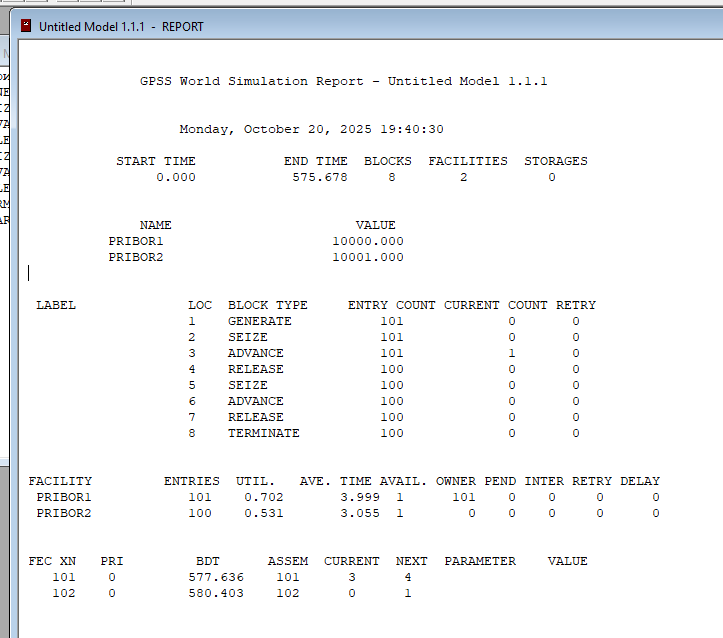 Untitled Model 1.1.1 - REPORT
GPSS World Simulation Report - Untitled Model 1.1.1
Monday, October 20, 2025 19:40:30
START TIME END TIME BLOCKS FACILITIES STORAGES
0.000 575.678 8 2 0
NAME VALUE
PRIBOR1 10000.000
PRIBOR2 10001.000
LABEL LOC BLOCK TYPE ENTRY COUNT CURRENT COUNT RETRY
1 GENERATE 101 0 0
2 SEIZE 101 0 0
3 ADVANCE 101 1 0
4 RELEASE 100 0 0
5 SEIZE 100 0 0
6 ADVANCE 100 0 0
7 RELEASE 100 0 0
8 TERMINATE 100 0 0
FACILITY ENTRIES UTIL. AVE. TIME AVAIL. OWNER PEND INTER RETRY DELAY
PRIBOR1 101 0.702 3.999 1 101 0 0 0 0
PRIBOR2 100 0.531 3.055 1 0 0 0 0 0
FEC XN PRI BDT ASSEM CURRENT NEXT PARAMETER VALUE
101 0 577.636 101 3 4
102 0 580.403 102 0 1